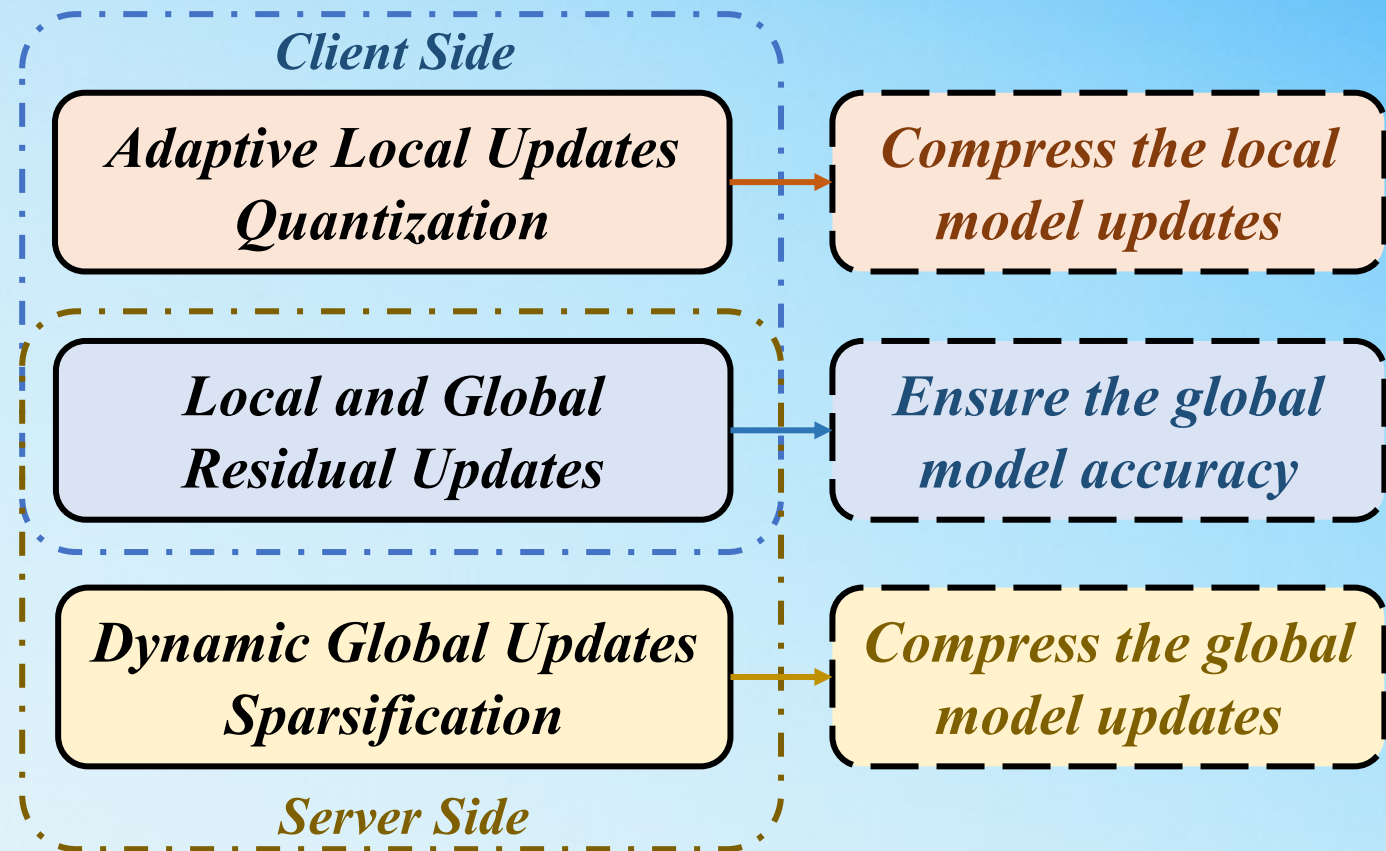 Client Side
Adaptive Local Updates
Quantization
Compress the local
model updates
Local and Global
Residual Updates
Ensure the global
model accuracy
Dynamic Global Updates
Sparsification
Compress the global
model updates
Server Side